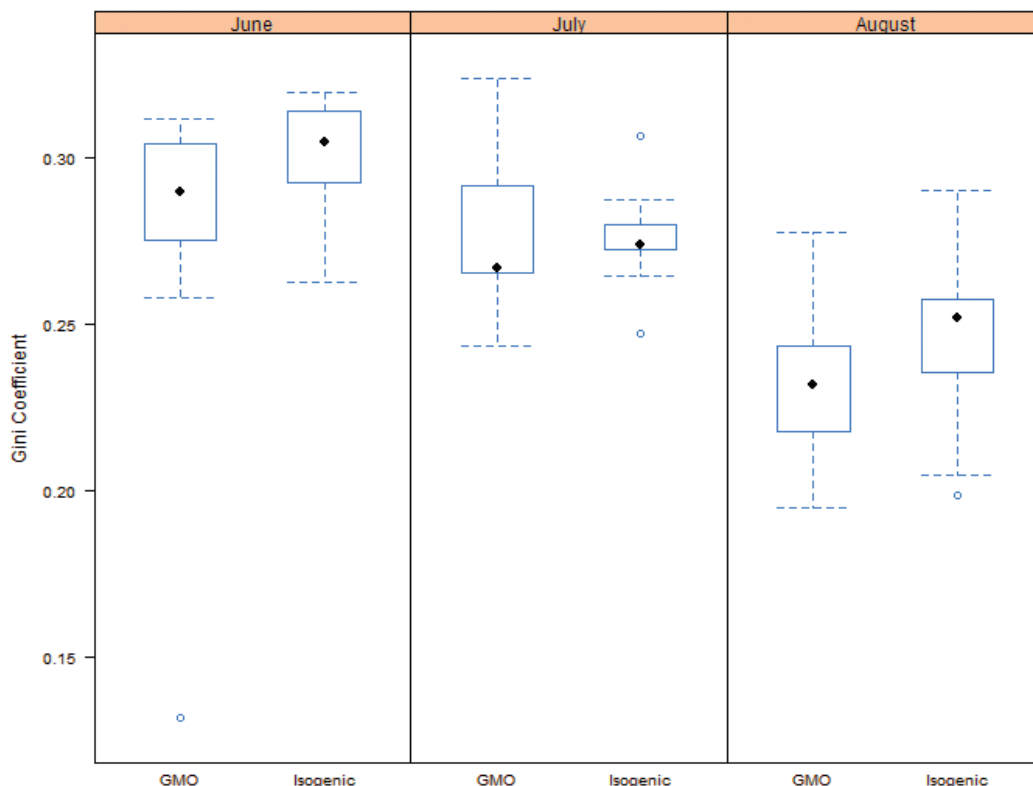 June July August
Gini Coefficient
0.30
0.25
0.20
0.15
GMO Isogenic GMO Isogenic GMO Isogenic